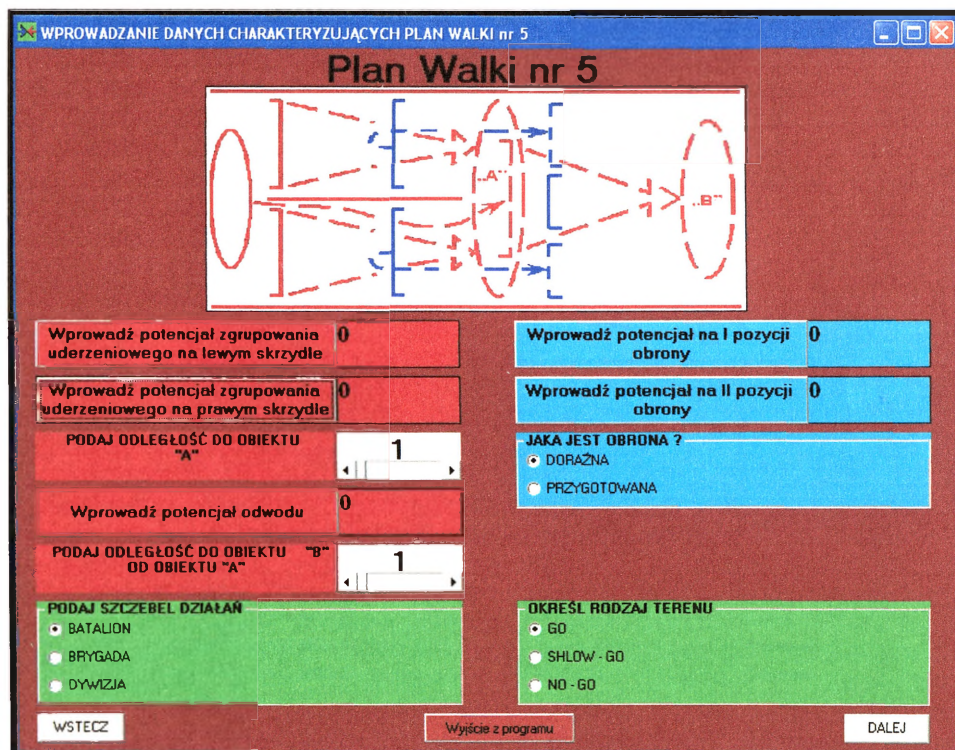 WPROWADZANIE DANYCH CHARAKTERYZUJĄCYCH PLAN WALKI nr 5
Plan Walki nr 5
„A"
„B"
Wprowadź potencjał zgrupowania
uderzeniowego na lewym skrzydle
0
Wprowadź potencjał zgrupowania
uderzeniowego na prawym skrzydle
0
PODAJ ODLEGŁOŚĆ DO OBIEKTU
"A"
1
Wprowadź potencjał odwodu
0
PODAJ ODLEGŁOŚĆ DO OBIEKTU "B"
OD OBIEKTU "A"
1
Wprowadź potencjał na I pozycji
obrony
0
Wprowadź potencjał na II pozycji
obrony
0
JAKA JEST OBRONA ?
DORAŹNA
PRZYGOTOWANA
PODAJ SZCZEBEL DZIAŁAŃ
BATALION
BRYGADA
DYWIZJA
OKREŚL RODZAJ TERENU
GO
SHLOW - GO
NO - GO
WSTECZ
Wyjście z programu
DALEJ